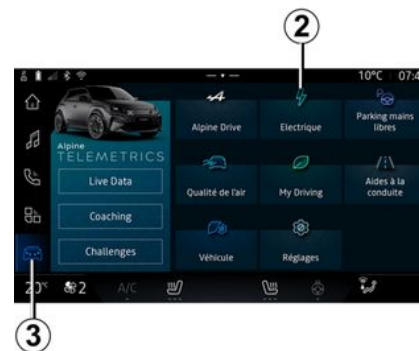 2
10°C 07:4
Alpine
TELEMETRICS
Live Data
Coaching
Challenges
Alpine Drive
Electrique
Parking mains
libres
Qualité de l'air
My Driving
Aides à la
conduite
Véhicule
Réglages
20°C
2
A/C
3